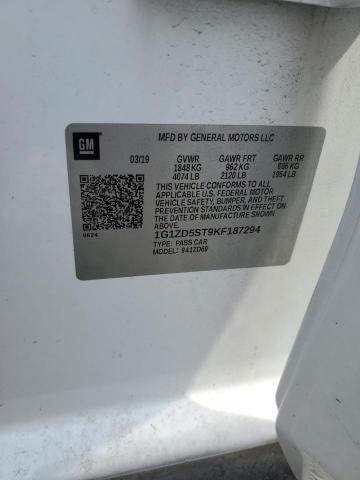 GM
MFD BY GENERAL MOTORS LLC
03/19 GVWR GAWR FRT GAWR RR
1848 KG 962 KG 886 KG
4074 LB 2120 LB 1954 LB
THIS VEHICLE CONFORMS TO ALL
APPLICABLE U.S. FEDERAL MOTOR
VEHICLE SAFETY, BUMPER, AND THEFT
PREVENTION STANDARDS IN EFFECT ON
THE DATE OF MANUFACTURE SHOWN
ABOVE.
0624
1G1ZD5ST9KF187294
TYPE: PASS CAR
MODEL: 941ZD69